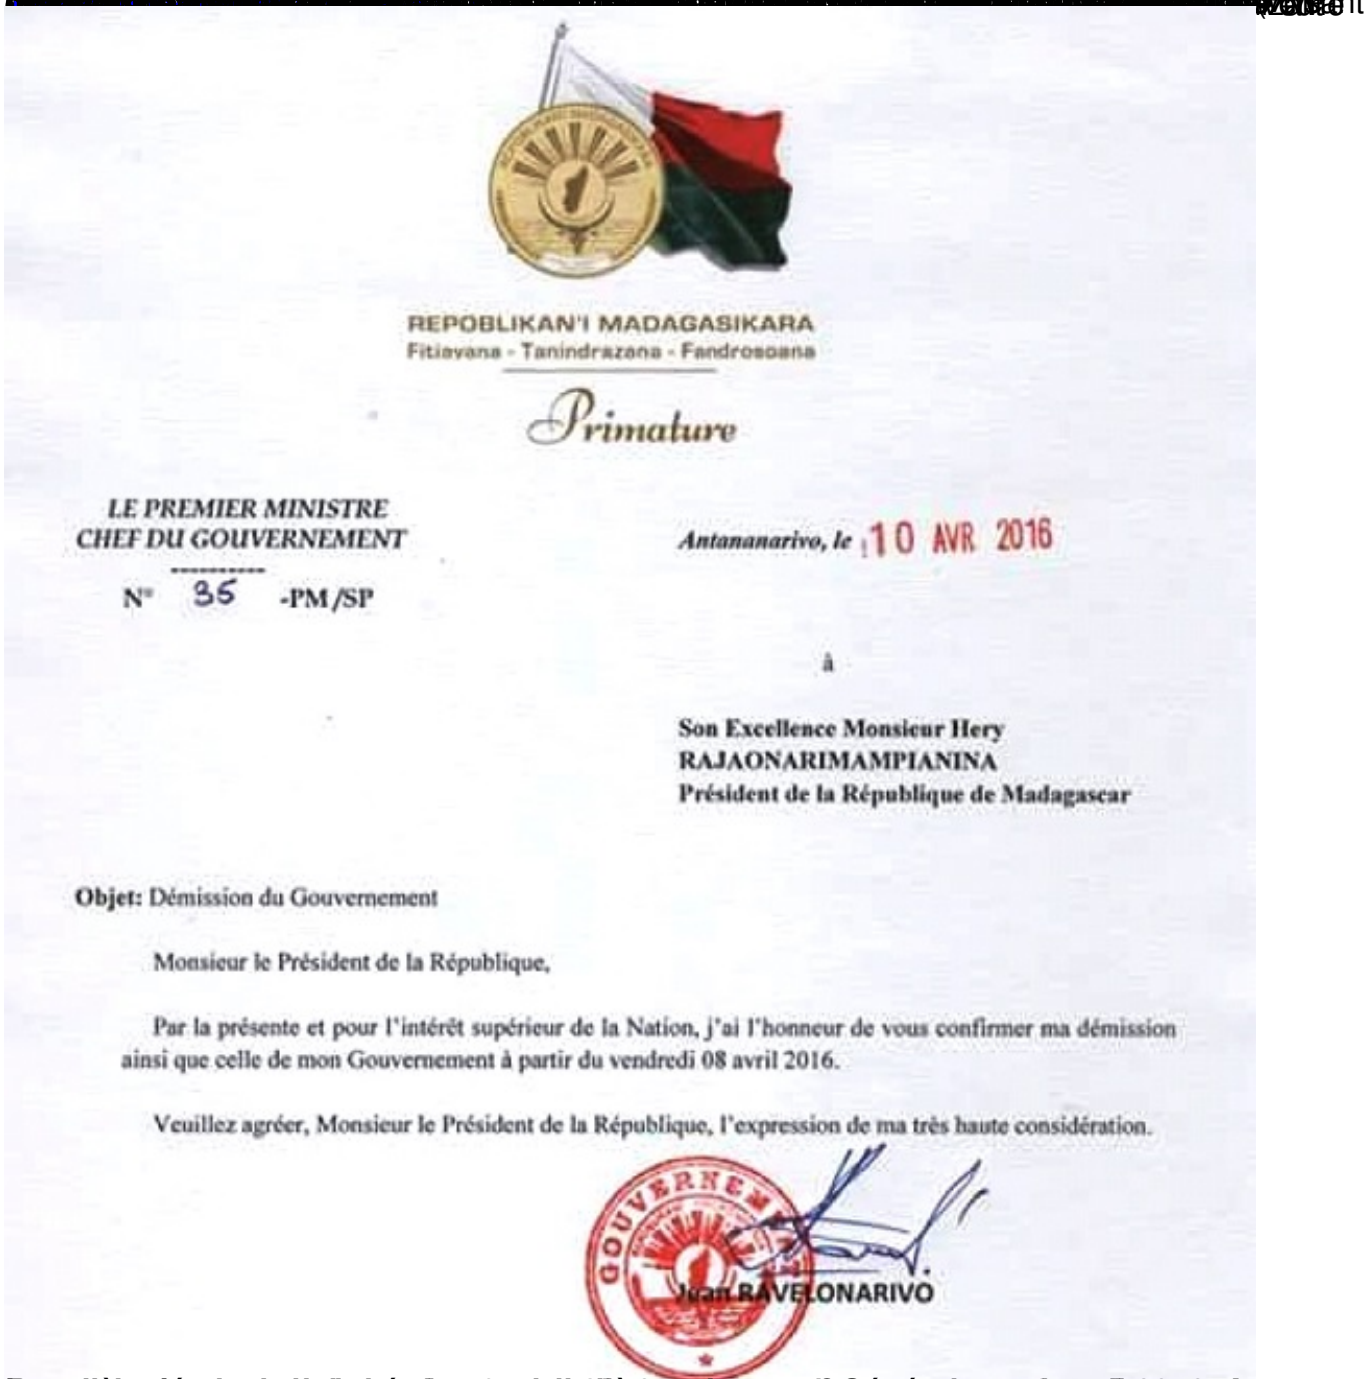 REPOBLIKAN'I MADAGASIKARA
Fitiavana - Tanindrazana - Fandrosoana
Primature
LE PREMIER MINISTRE
CHEF DU GOUVERNEMENT
N° 35 -PM/SP
Antananarivo, le 10 AVR 2016
à
Son Excellence Monsieur Hery
RAJAONARIMAMPIANINA
Président de la République de Madagascar
Objet: Démission du Gouvernement
Monsieur le Président de la République,
Par la présente et pour l'intérêt supérieur de la Nation, j'ai l'honneur de vous confirmer ma démission
ainsi que celle de mon Gouvernement à partir du vendredi 08 avril 2016.
Veuillez agréer, Monsieur le Président de la République, l'expression de ma très haute considération.
GOUVERNEMENT
Jean RAVELONARIVO